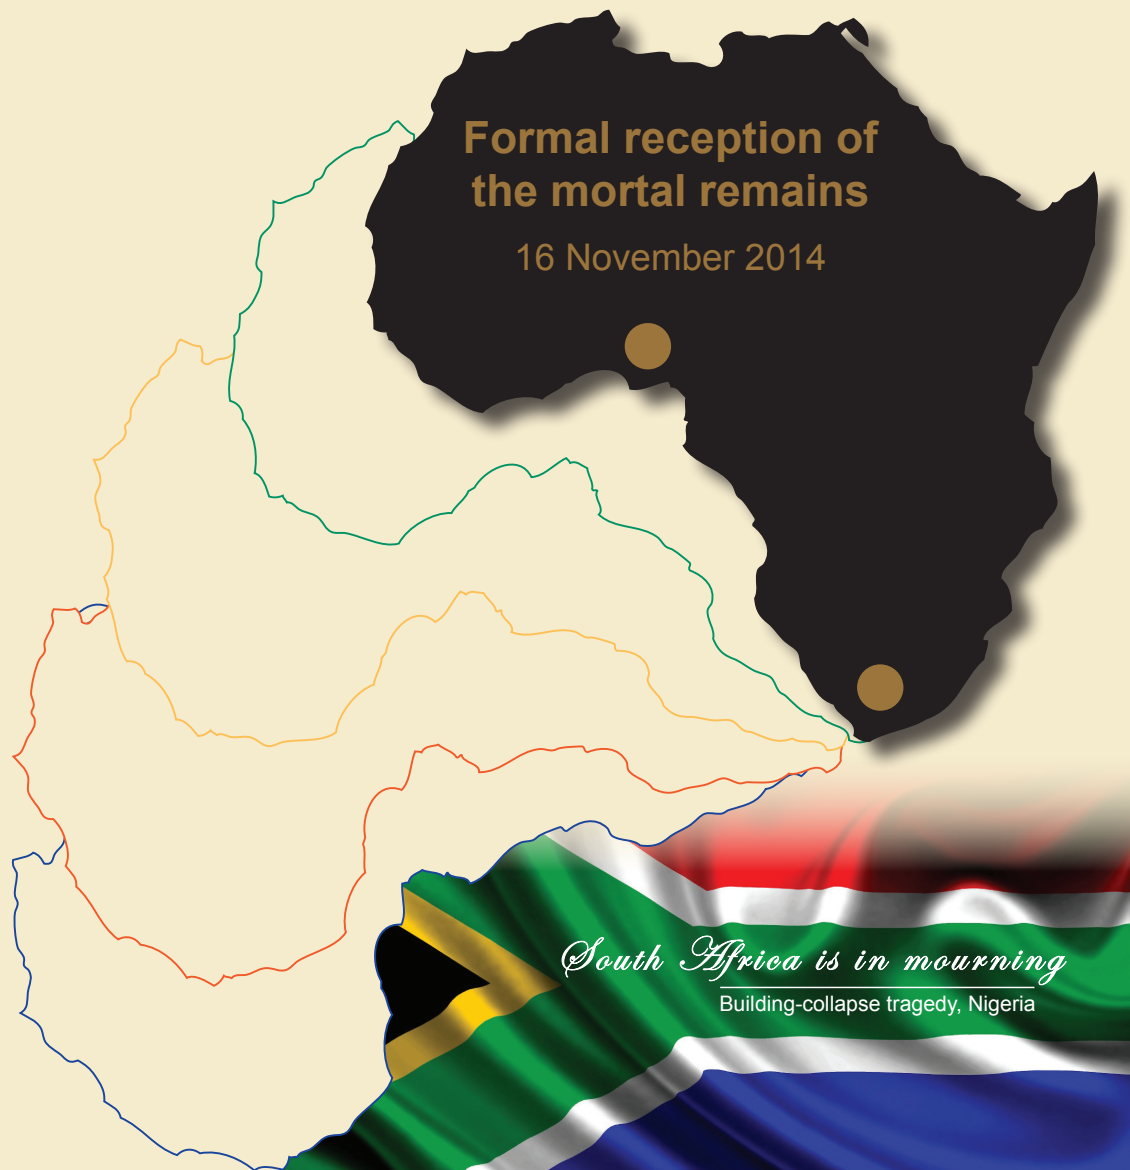 Formal reception of
the mortal remains
16 November 2014
South Africa is in mourning
Building-collapse tragedy, Nigeria